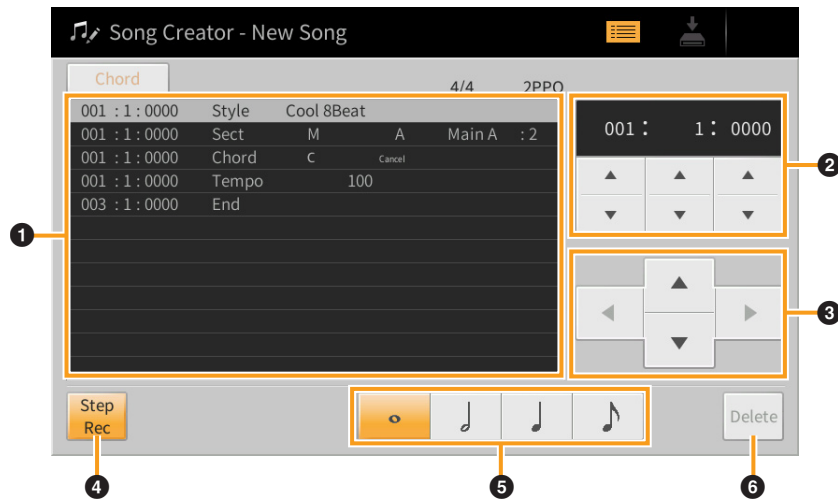 Song Creator - New Song
Chord
4/4 2PPQ
001 : 1 : 0000 Style Cool 8Beat
001 : 1 : 0000 Sect M A Main A : 2
001 : 1 : 0000 Chord C Cancel
001 : 1 : 0000 Tempo 100
003 : 1 : 0000 End
001 : 1 : 0000
1
2
3
Step
Rec
Delete
4
5
6